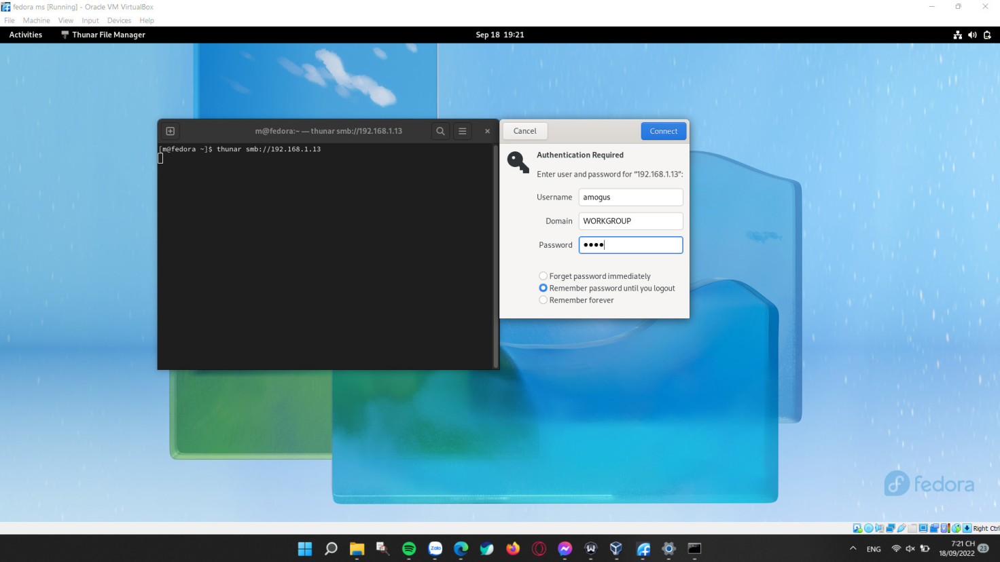 fedora ms [Running] - Oracle VM VirtualBox
File Machine View Input Devices Help
Activities Thunar File Manager Sep 18 19:21
m@fedora:~ — thunar smb://192.168.1.13
[m@fedora ~]$ thunar smb://192.168.1.13
Cancel Connect
Authentication Required
Enter user and password for “192.168.1.13”:
Username amogus
Domain WORKGROUP
Password ●●●●
Forget password immediately
Remember password until you logout
Remember forever
fedora
Right Ctrl
Zalo
ENG
7:21 CH
18/09/2022
23